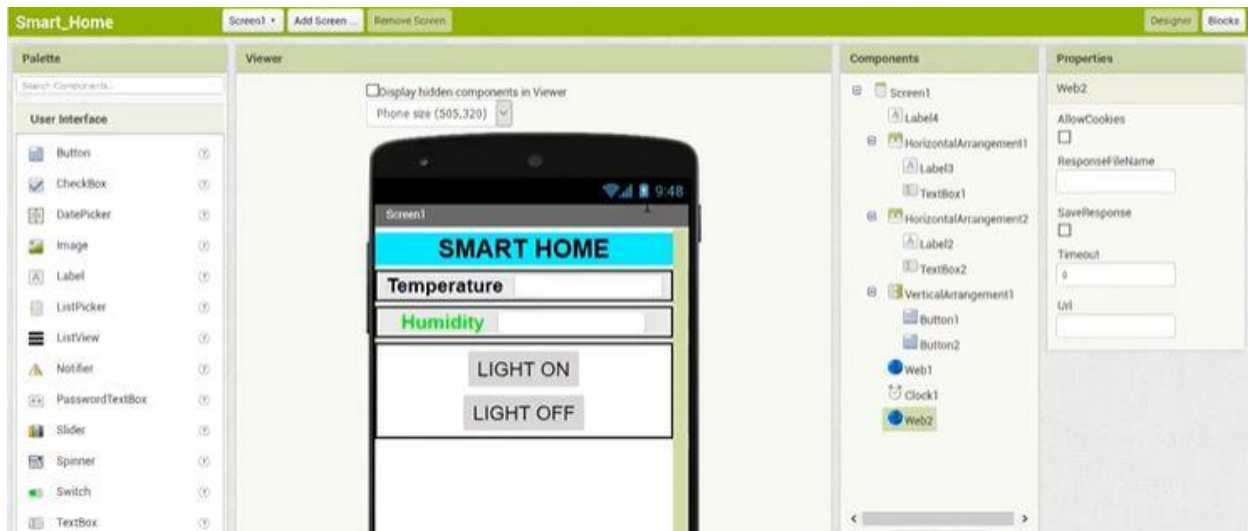 Smart_Home
Screen1
Add Screen ...
Remove Screen
Designer
Blocks
Palette
Search Components...
User Interface
Button
CheckBox
DatePicker
Image
Label
ListPicker
ListView
Notifier
PasswordTextBox
Slider
Spinner
Switch
TextBox
Viewer
Display hidden components in Viewer
Phone size (505,320)
9:48
Screen1
SMART HOME
Temperature
Humidity
LIGHT ON
LIGHT OFF
Components
Screen1
Label4
HorizontalArrangement1
Label3
TextBox1
HorizontalArrangement2
Label2
TextBox2
VerticalArrangement1
Button1
Button2
Web1
Clock1
Web2
Properties
Web2
AllowCookies
ResponseFileName
SaveResponse
Timeout
0
Url